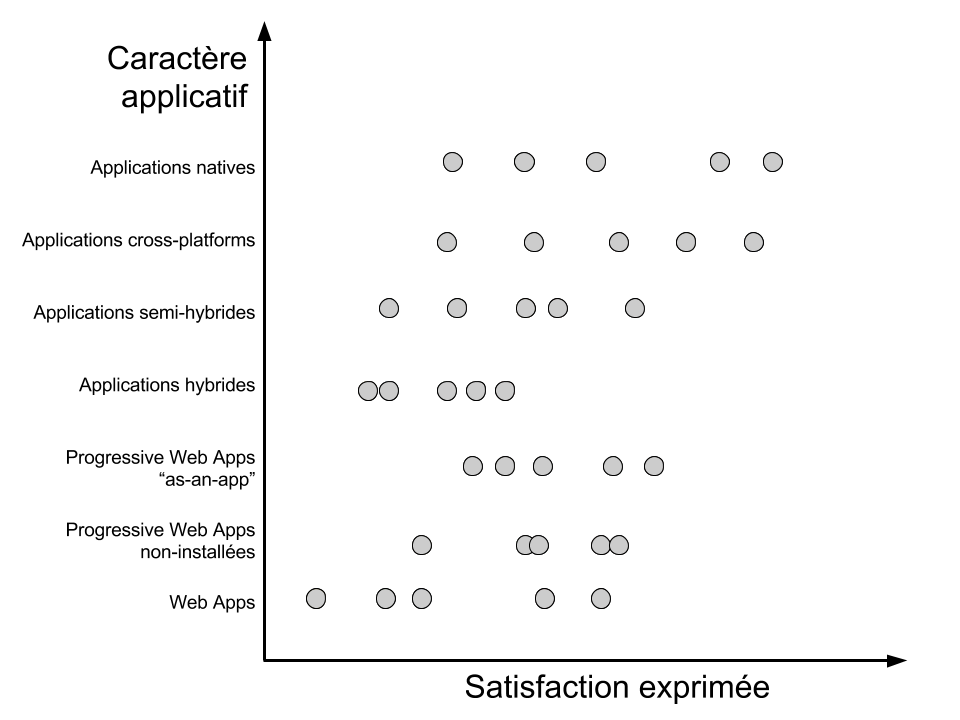 Caractère
applicatif
Applications natives
Applications cross-platforms
Applications semi-hybrides
Applications hybrides
Progressive Web Apps
“as-an-app”
Progressive Web Apps
non-installées
Web Apps
Satisfaction exprimée